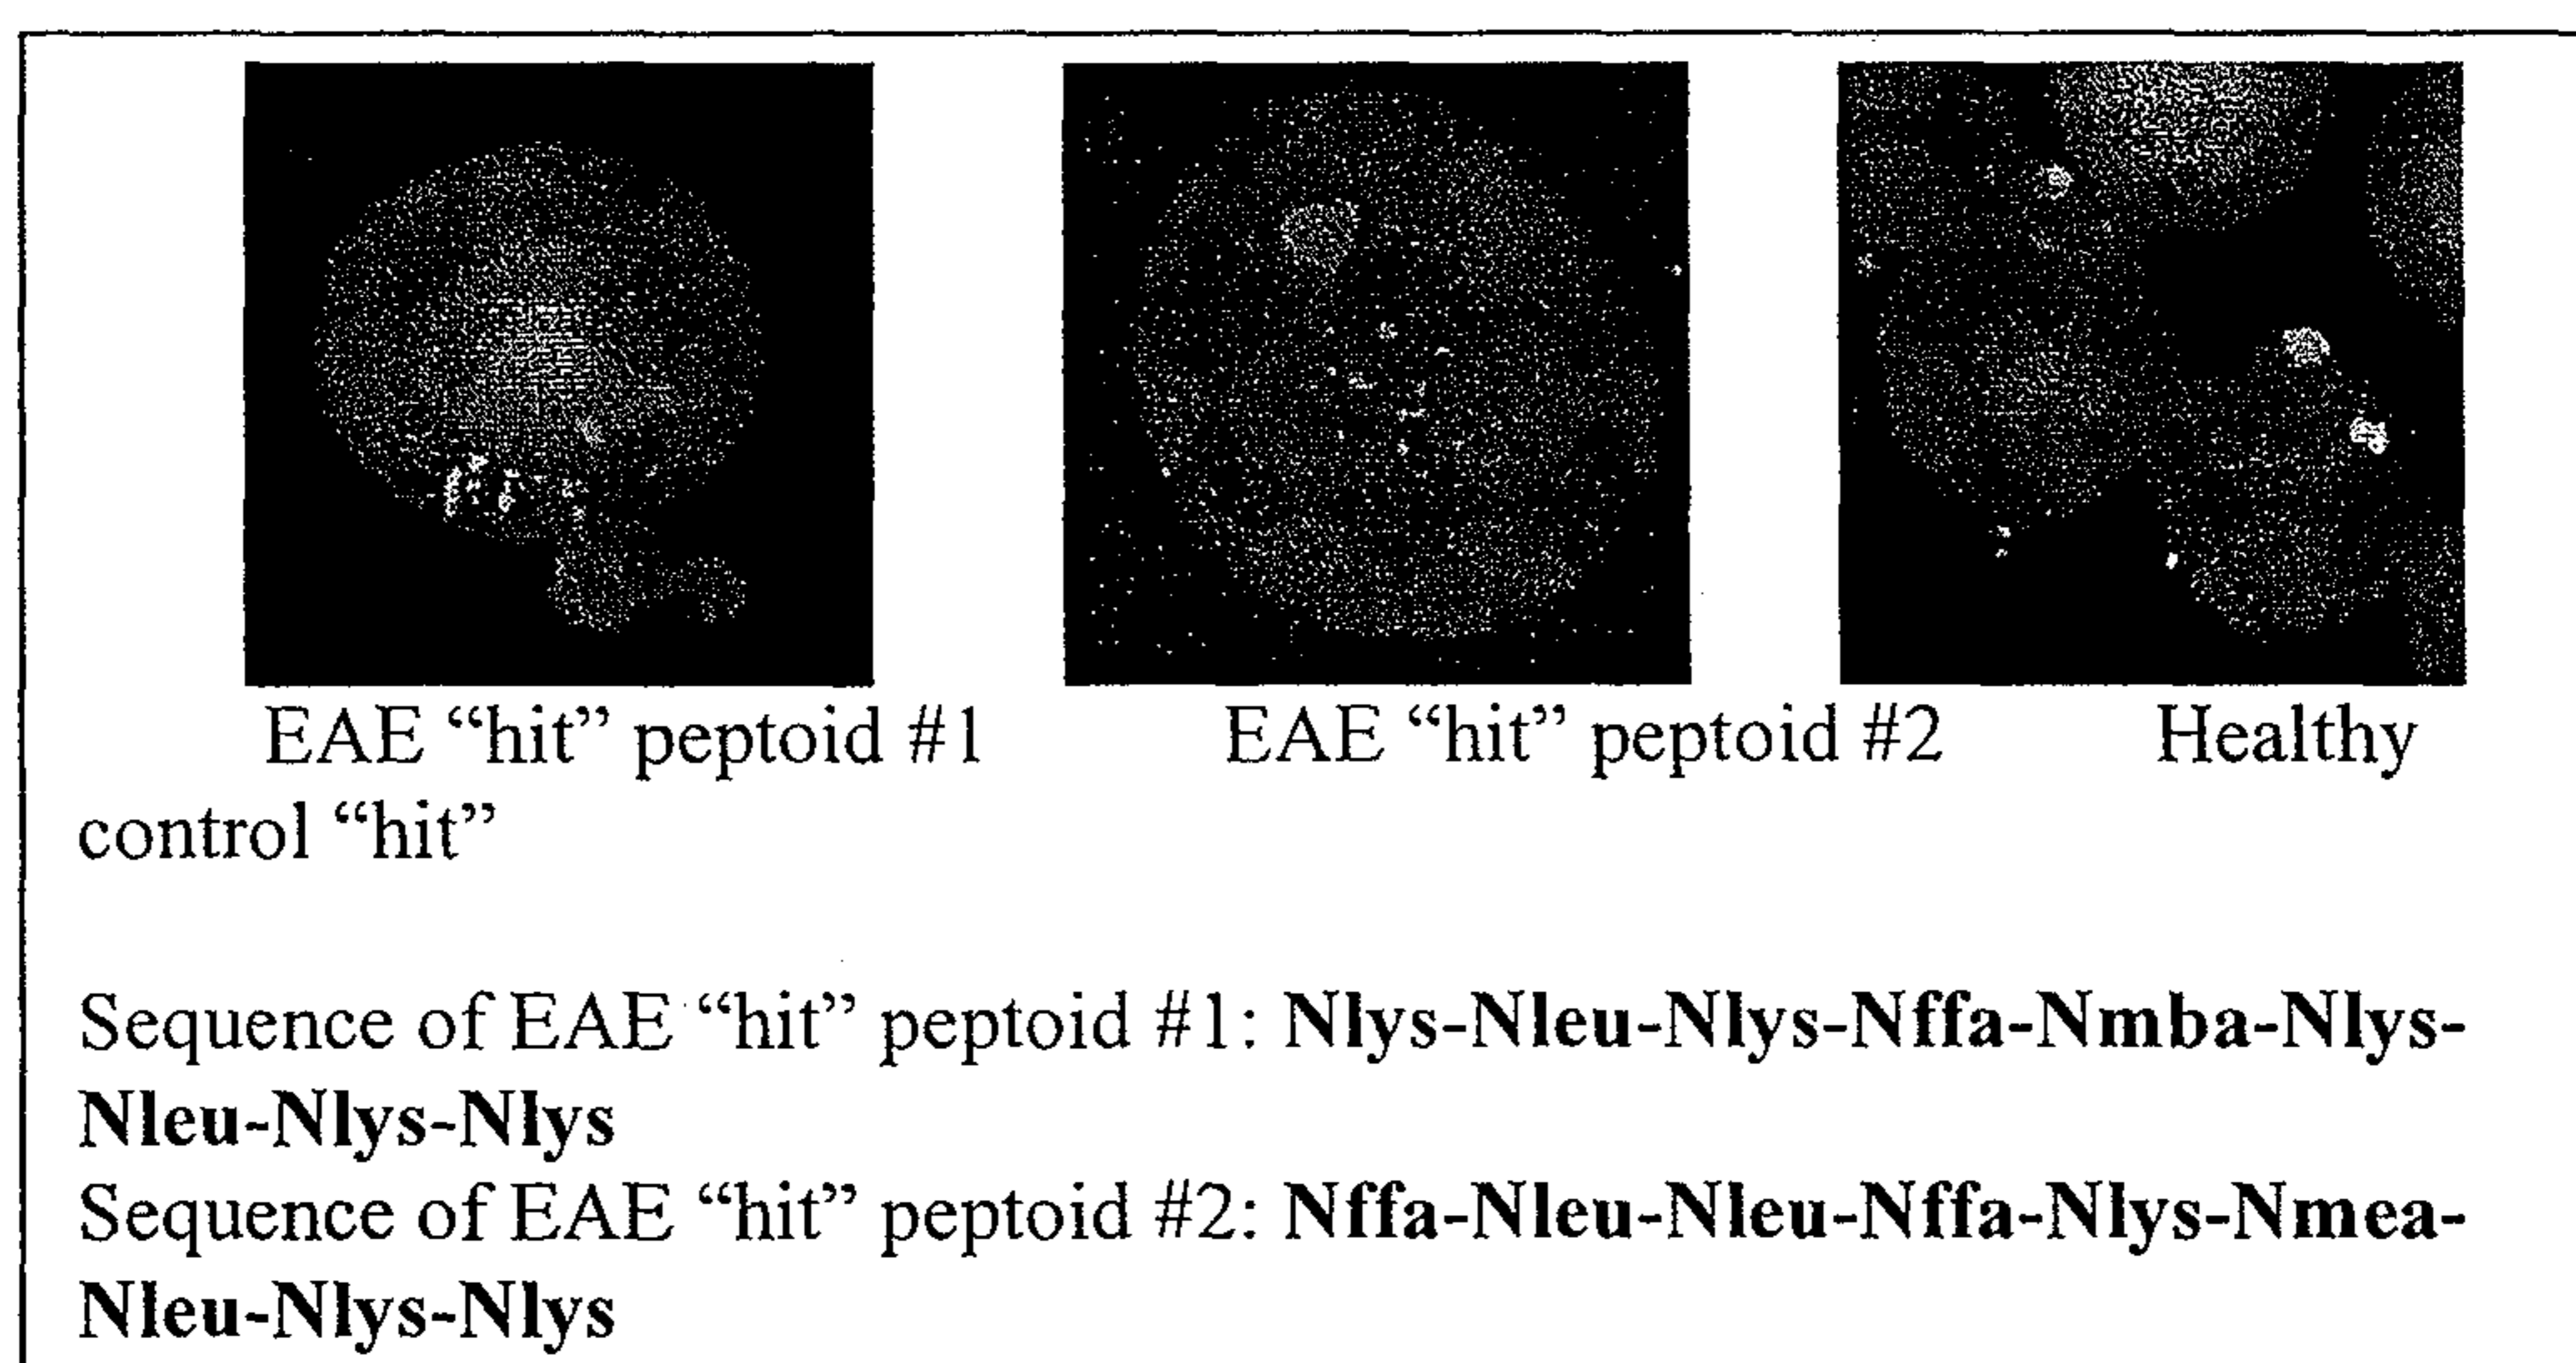 EAE “hit” peptoid #1 EAE “hit” peptoid #2 Healthy
control “hit”
Sequence of EAE “hit” peptoid #1: Nlys-Nleu-Nlys-Nffa-Nmba-Nlys-
Nleu-Nlys-Nlys
Sequence of EAE “hit” peptoid #2: Nffa-Nleu-Nleu-Nffa-Nlys-Nmea-
Nleu-Nlys-Nlys